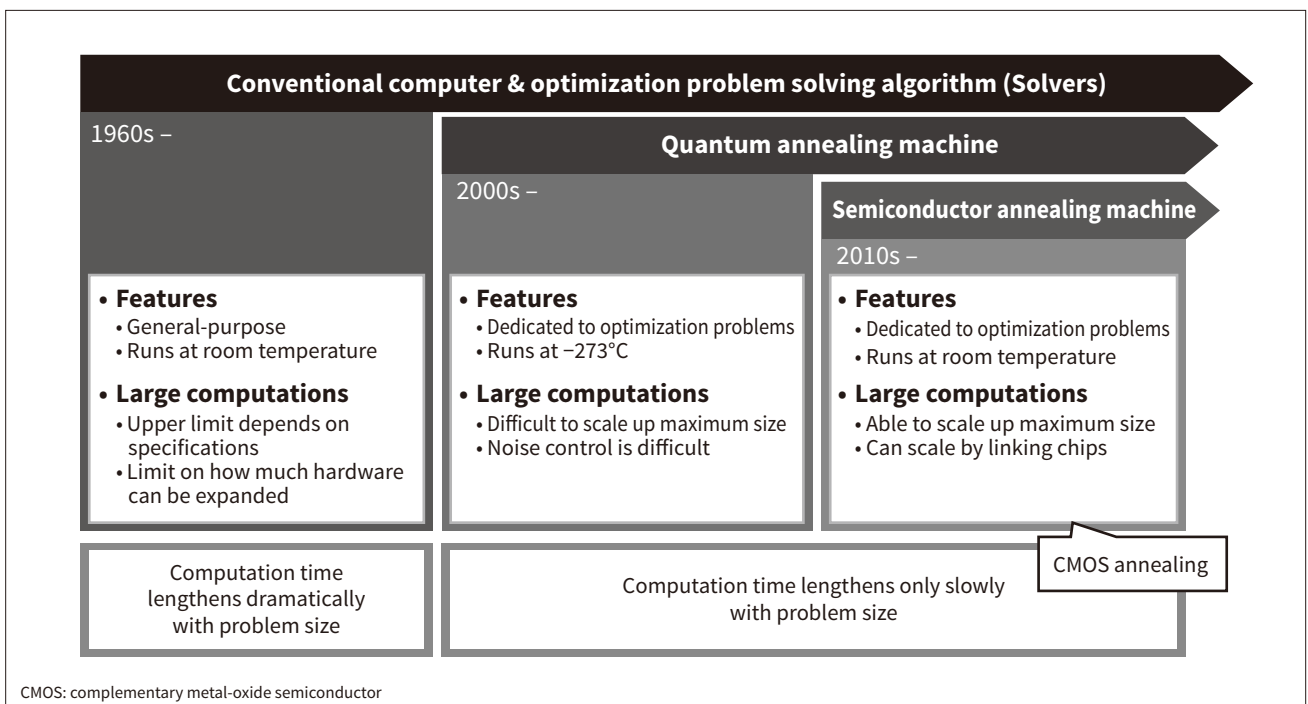 Conventional computer & optimization problem solving algorithm (Solvers)
1960s –
Quantum annealing machine
2000s –
Semiconductor annealing machine
2010s –
• Features
• General-purpose
• Runs at room temperature
• Large computations
• Upper limit depends on
specifications
• Limit on how much hardware
can be expanded
• Features
• Dedicated to optimization problems
• Runs at −273°C
• Large computations
• Difficult to scale up maximum size
• Noise control is difficult
• Features
• Dedicated to optimization problems
• Runs at room temperature
• Large computations
• Able to scale up maximum size
• Can scale by linking chips
CMOS annealing
Computation time
lengthens dramatically
with problem size
Computation time lengthens only slowly
with problem size
CMOS: complementary metal-oxide semiconductor